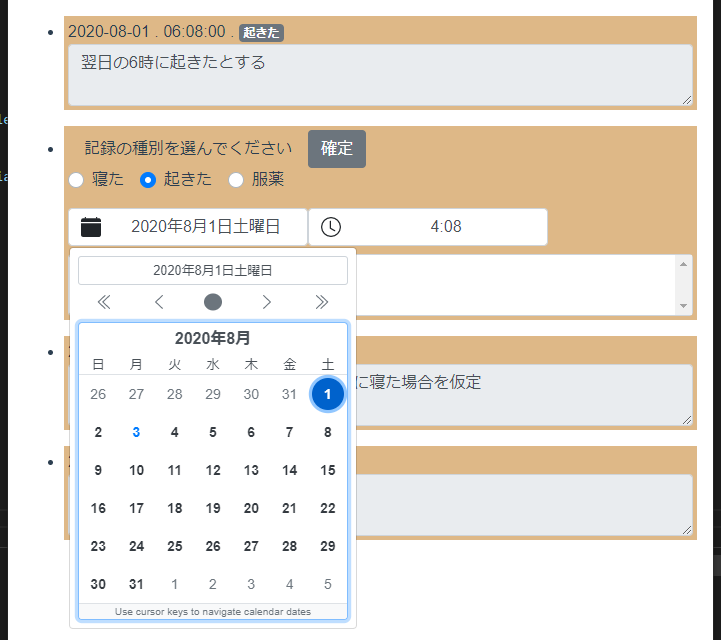 2020-08-01 . 06:08:00 . 起きた
翌日の6時に起きたとする
記録の種別を選んでください 確定
寝た 起きた 服薬
2020年8月1日土曜日 4:08
2020年8月1日土曜日
2020年8月
日 月 火 水 木 金 土
26 27 28 29 30 31 1
に寝た場合を仮定
2 3 4 5 6 7 8
9 10 11 12 13 14 15
16 17 18 19 20 21 22
23 24 25 26 27 28 29
30 31 1 2 3 4 5
Use cursor keys to navigate calendar dates